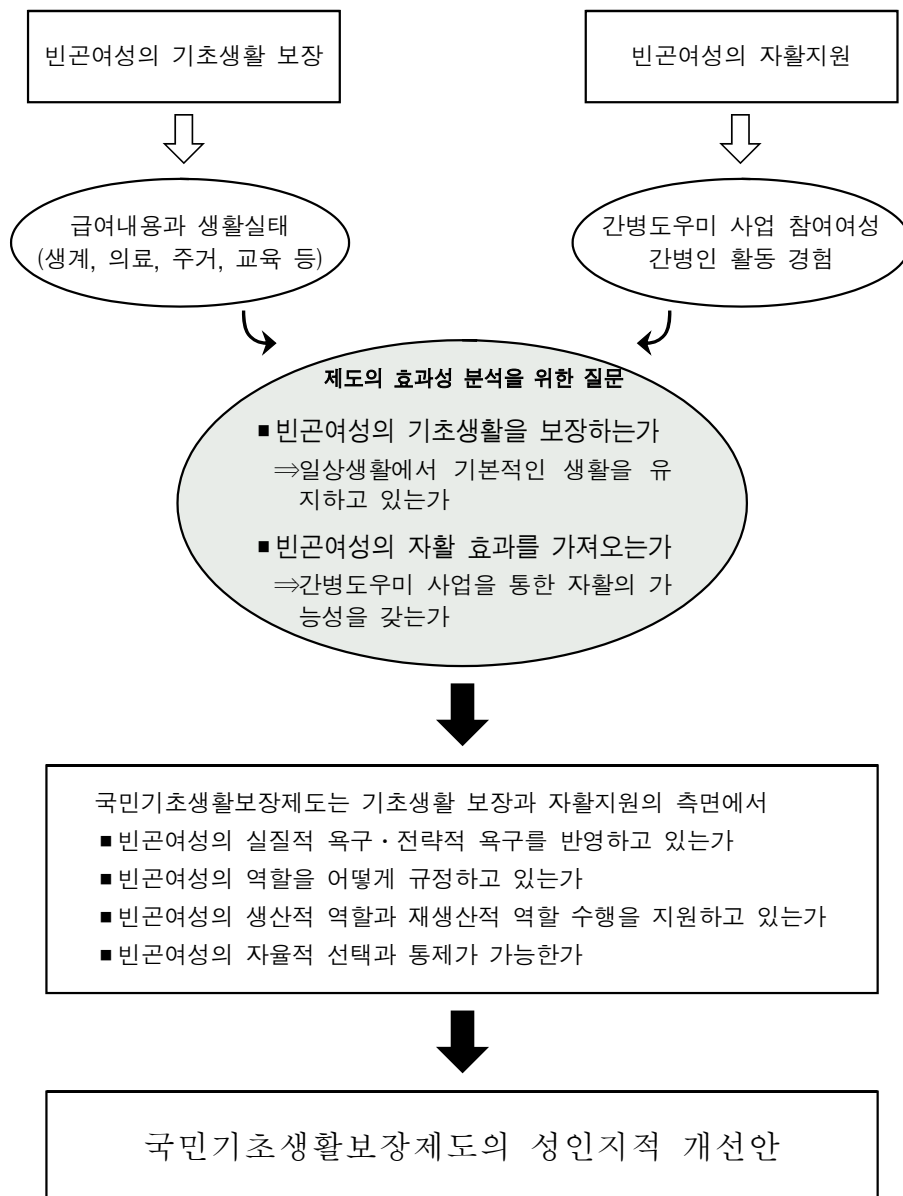 빈곤여성의 기초생활 보장
빈곤여성의 자활지원
급여내용과 생활실태
(생계, 의료, 주거, 교육 등)
간병도우미 사업 참여여성
간병인 활동 경험
제도의 효과성 분석을 위한 질문
■ 빈곤여성의 기초생활을 보장하는가
⇒일상생활에서 기본적인 생활을 유
지하고 있는가
■ 빈곤여성의 자활 효과를 가져오는가
⇒간병도우미 사업을 통한 자활의 가
능성을 갖는가
국민기초생활보장제도는 기초생활 보장과 자활지원의 측면에서
■ 빈곤여성의 실질적 욕구・전략적 욕구를 반영하고 있는가
■ 빈곤여성의 역할을 어떻게 규정하고 있는가
■ 빈곤여성의 생산적 역할과 재생산적 역할 수행을 지원하고 있는가
■ 빈곤여성의 자율적 선택과 통제가 가능한가
국민기초생활보장제도의 성인지적 개선안